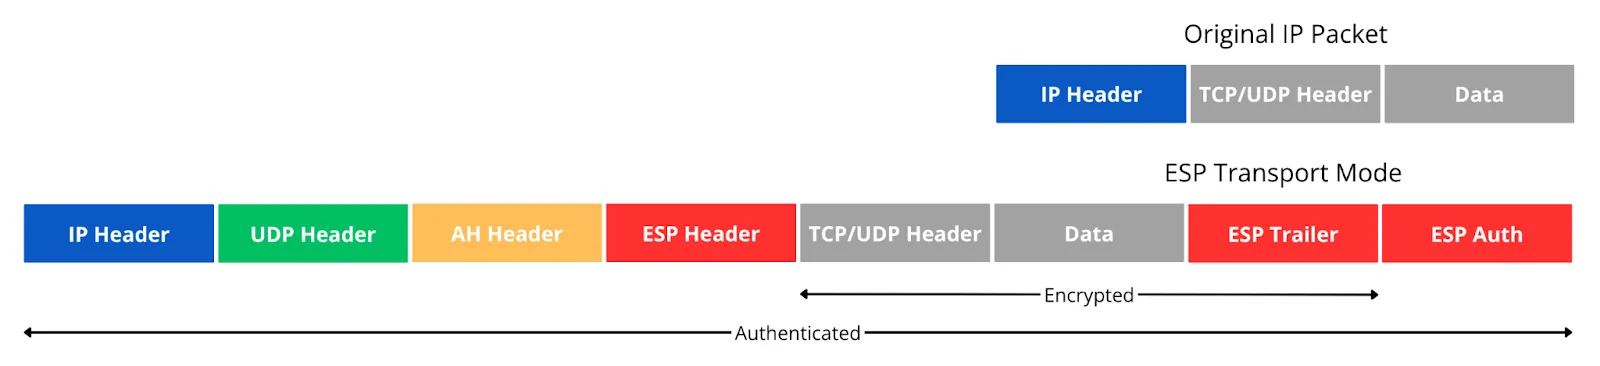 Original IP Packet
IP Header TCP/UDP Header Data
ESP Transport Mode
IP Header UDP Header AH Header ESP Header TCP/UDP Header Data ESP Trailer ESP Auth
Encrypted
Authenticated